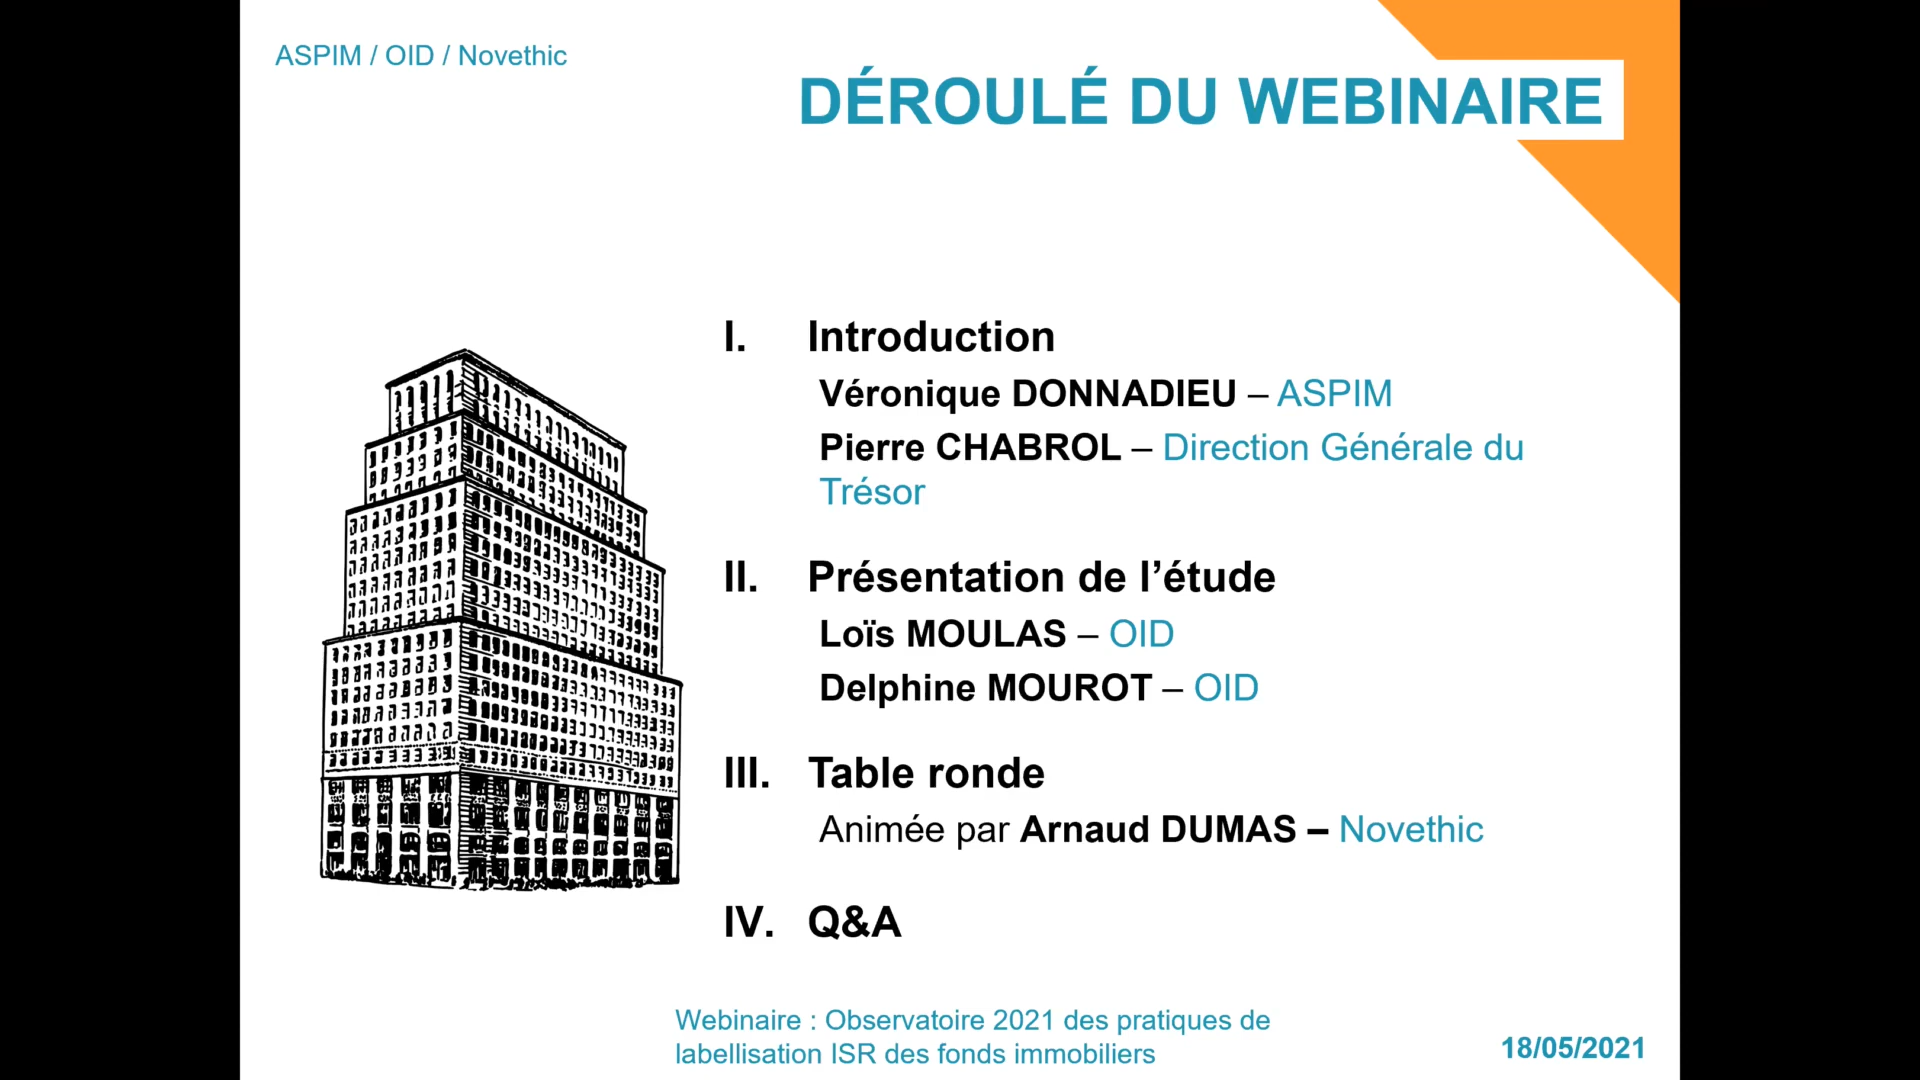 ASPIM / OID / Novethic
DÉROULÉ DU WEBINAIRE
I. Introduction
Véronique DONNADIEU – ASPIM
Pierre CHABROL – Direction Générale du
Trésor
II. Présentation de l’étude
Loïs MOULAS – OID
Delphine MOUROT – OID
III. Table ronde
Animée par Arnaud DUMAS – Novethic
IV. Q&A
Webinaire : Observatoire 2021 des pratiques de
labellisation ISR des fonds immobiliers
18/05/2021